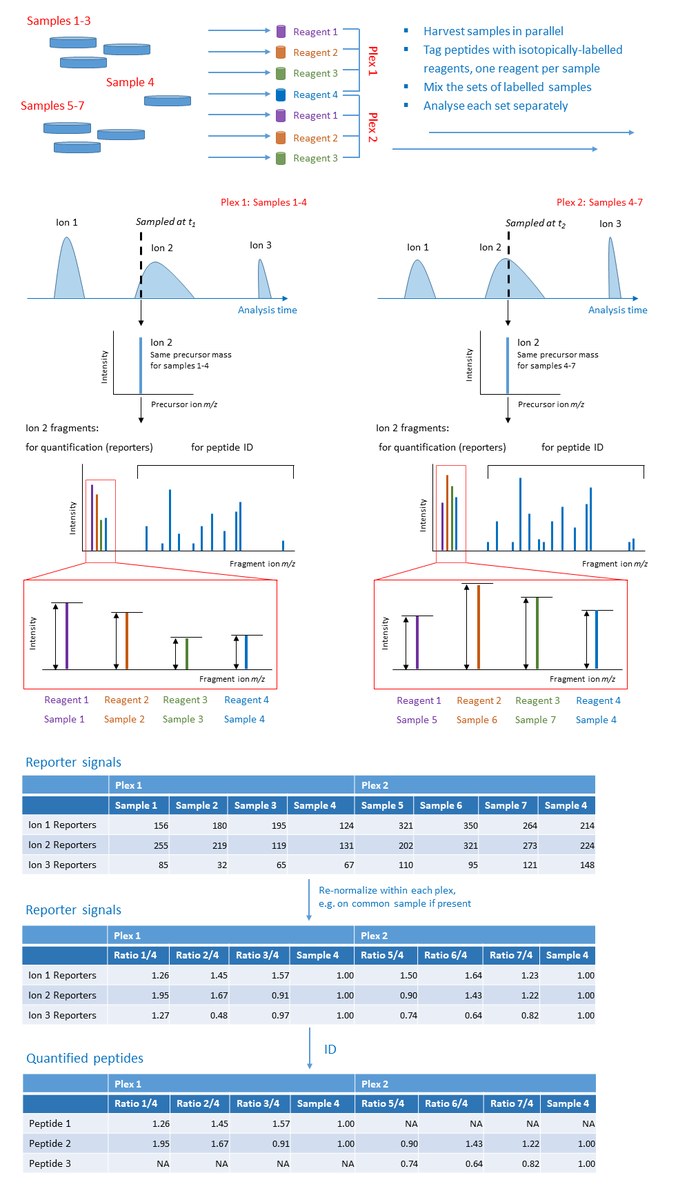 Samples 1-3
Sample 4
Samples 5-7
Reagent 1
Reagent 2
Reagent 3
Reagent 4
Reagent 1
Reagent 2
Reagent 3
Plex 1
Plex 2
▪ Harvest samples in parallel
▪ Tag peptides with isotopically-labelled
reagents, one reagent per sample
▪ Mix the sets of labelled samples
▪ Analyse each set separately
Plex 1: Samples 1-4
Ion 1
Sampled at t1
Ion 2
Ion 3
Analysis time
Intensity
Ion 2
Same precursor mass
for samples 1-4
Precursor ion m/z
Ion 2 fragments:
for quantification (reporters) for peptide ID
Intensity
Fragment ion m/z
Intensity
Fragment ion m/z
Reagent 1 Reagent 2 Reagent 3 Reagent 4
Sample 1 Sample 2 Sample 3 Sample 4
Plex 2: Samples 4-7
Ion 1
Sampled at t2
Ion 2
Ion 3
Analysis time
Intensity
Ion 2
Same precursor mass
for samples 4-7
Precursor ion m/z
Ion 2 fragments:
for quantification (reporters) for peptide ID
Intensity
Fragment ion m/z
Intensity
Fragment ion m/z
Reagent 1 Reagent 2 Reagent 3 Reagent 4
Sample 5 Sample 6 Sample 7 Sample 4
Reporter signals
Plex 1 Plex 2
Sample 1 Sample 2 Sample 3 Sample 4 Sample 5 Sample 6 Sample 7 Sample 4
Ion 1 Reporters 156 180 195 124 321 350 264 214
Ion 2 Reporters 255 219 119 131 202 321 273 224
Ion 3 Reporters 85 32 65 67 110 95 121 148
Re-normalize within each plex,
e.g. on common sample if present
Reporter signals
Plex 1 Plex 2
Ratio 1/4 Ratio 2/4 Ratio 3/4 Sample 4 Ratio 5/4 Ratio 6/4 Ratio 7/4 Sample 4
Ion 1 Reporters 1.26 1.45 1.57 1.00 1.50 1.64 1.23 1.00
Ion 2 Reporters 1.95 1.67 0.91 1.00 0.90 1.43 1.22 1.00
Ion 3 Reporters 1.27 0.48 0.97 1.00 0.74 0.64 0.82 1.00
ID
Quantified peptides
Plex 1 Plex 2
Ratio 1/4 Ratio 2/4 Ratio 3/4 Sample 4 Ratio 5/4 Ratio 6/4 Ratio 7/4 Sample 4
Peptide 1 1.26 1.45 1.57 1.00 NA NA NA NA
Peptide 2 1.95 1.67 0.91 1.00 0.90 1.43 1.22 1.00
Peptide 3 NA NA NA NA 0.74 0.64 0.82 1.00